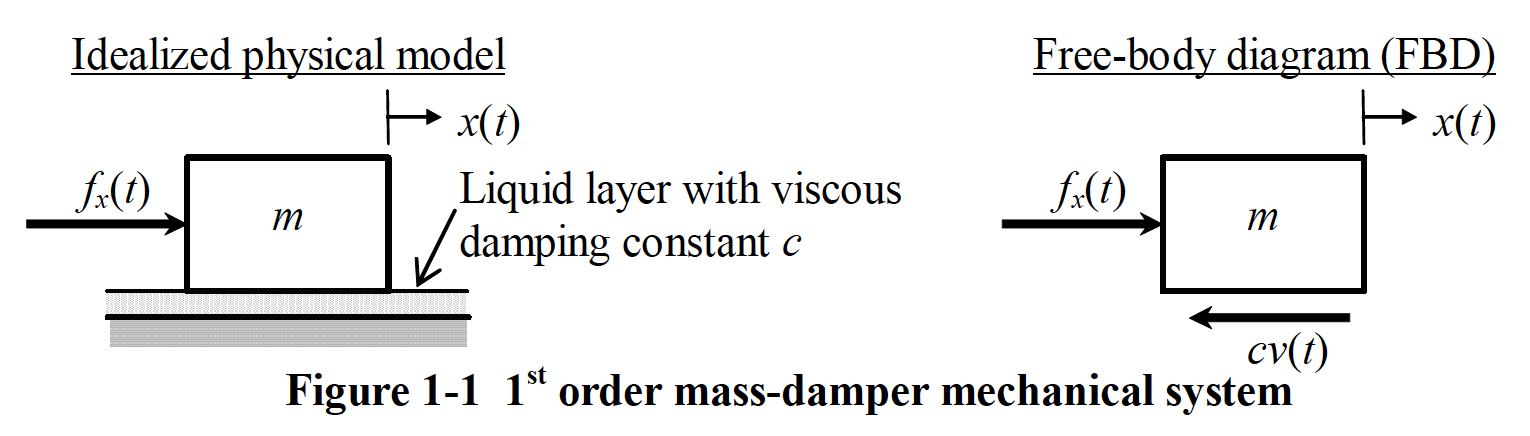 Idealized physical model
x(t)
fx(t)
m
Liquid layer with viscous
damping constant c
Free-body diagram (FBD)
x(t)
fx(t)
m
cv(t)
Figure 1-1 1st order mass-damper mechanical system